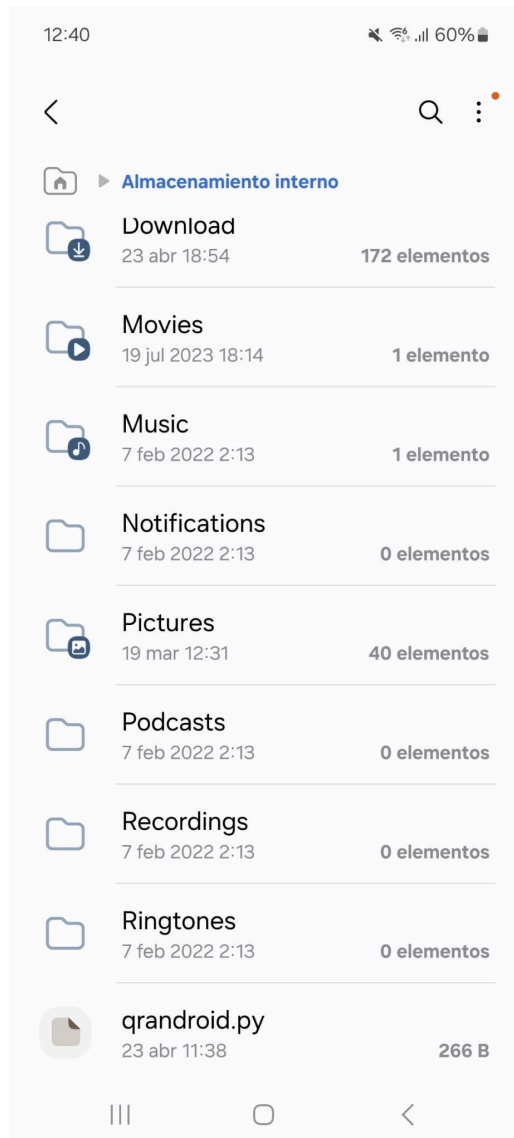 12:40 60%
Almacenamiento interno
Download
23 abr 18:54 172 elementos
Movies
19 jul 2023 18:14 1 elemento
Music
7 feb 2022 2:13 1 elemento
Notifications
7 feb 2022 2:13 0 elementos
Pictures
19 mar 12:31 40 elementos
Podcasts
7 feb 2022 2:13 0 elementos
Recordings
7 feb 2022 2:13 0 elementos
Ringtones
7 feb 2022 2:13 0 elementos
qrandroid.py
23 abr 11:38 266 B